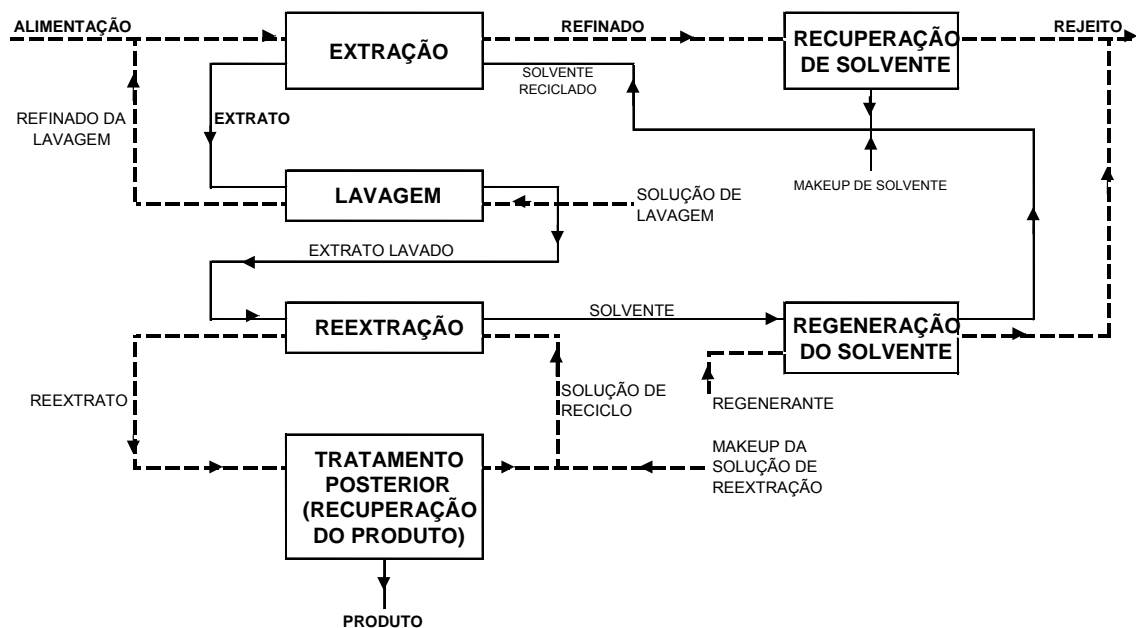 ALIMENTAÇÃO
EXTRAÇÃO
REFINADO
RECUPERAÇÃO
DE SOLVENTE
REJEITO
SOLVENTE
RECICLADO
REFINADO DA
LAVAGEM
EXTRATO
MAKEUP DE SOLVENTE
LAVAGEM
SOLUÇÃO DE
LAVAGEM
EXTRATO LAVADO
REEXTRAÇÃO
SOLVENTE
REGENERAÇÃO
DO SOLVENTE
REEXTRATO
SOLUÇÃO DE
RECICLO
REGENERANTE
TRATAMENTO
POSTERIOR
(RECUPERAÇÃO
DO PRODUTO)
MAKEUP DA
SOLUÇÃO DE
REEXTRAÇÃO
PRODUTO